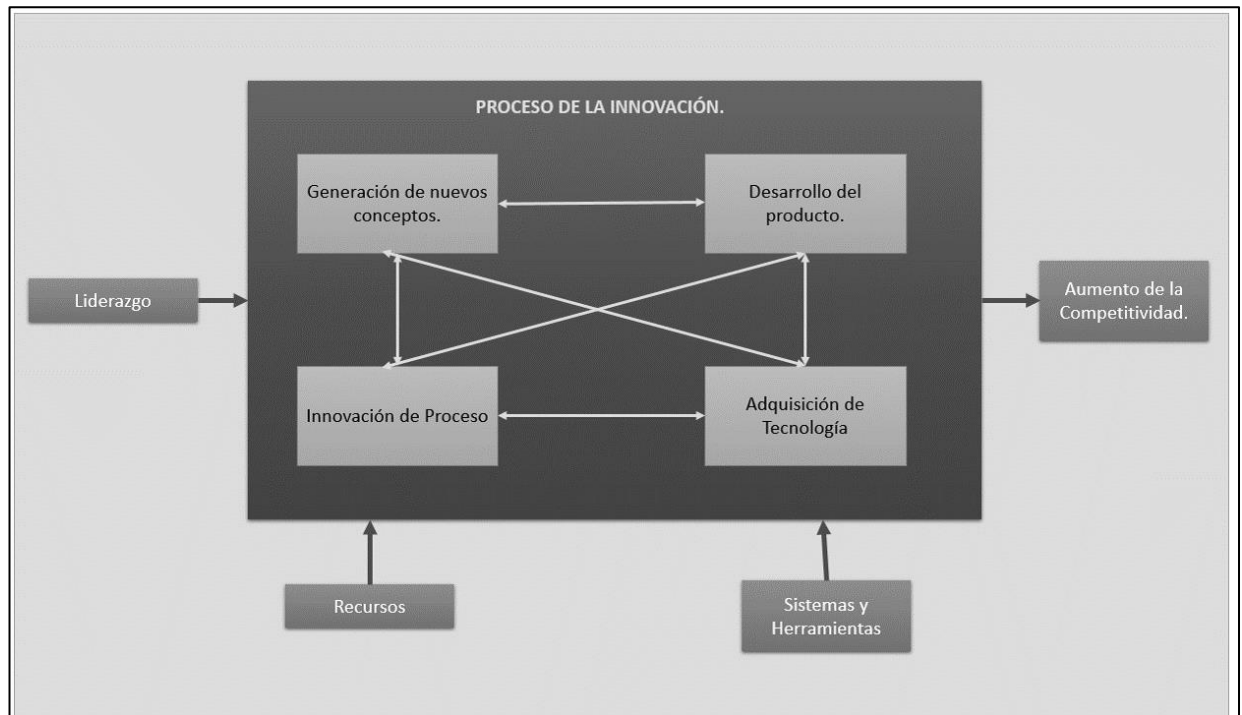 PROCESO DE LA INNOVACIÓN.
Generación de nuevos
conceptos.
Desarrollo del
producto.
Liderazgo
Aumento de la
Competitividad.
Innovación de Proceso
Adquisición de
Tecnología
Recursos
Sistemas y
Herramientas